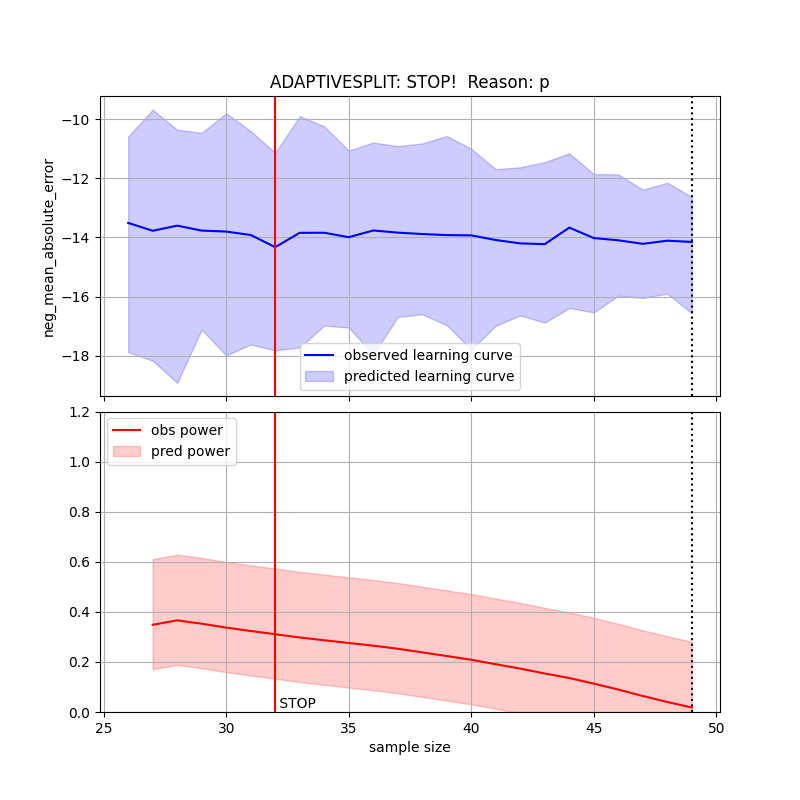 ADAPTIVESPLIT: STOP!  Reason: p
−10
−12
−14
−16
−18
neg_mean_absolute_error
observed learning curve
predicted learning curve
1.2
1.0
0.8
0.6
0.4
0.2
0.0
obs power
pred power
STOP
25 30 35 40 45 50
sample size